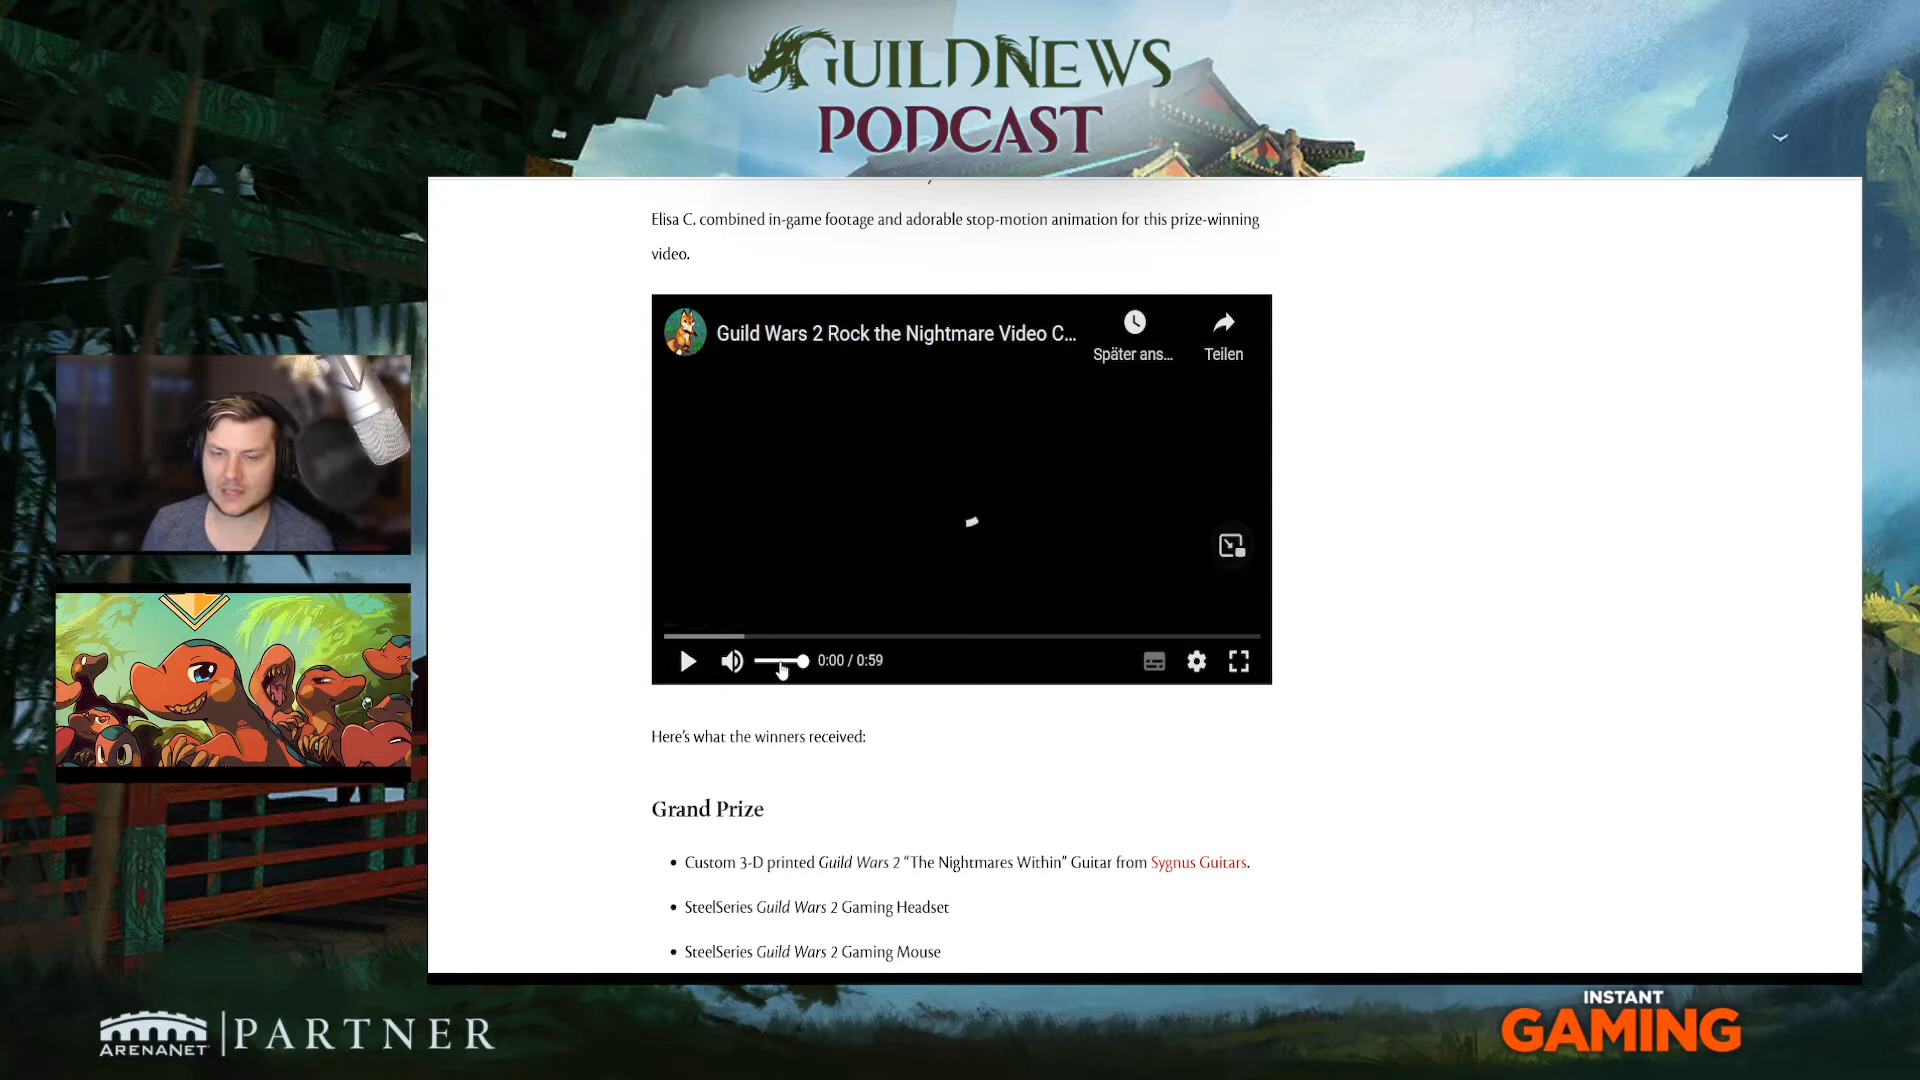 GUILDNEWS
PODCAST
Elisa C. combined in-game footage and adorable stop-motion animation for this prize-winning
video.
Guild Wars 2 Rock the Nightmare Video C...
Später ans...
Teilen
0:00 / 0:59
Here's what the winners received:
Grand Prize
• Custom 3-D printed Guild Wars 2 “The Nightmares Within” Guitar from Sygnus Guitars.
• SteelSeries Guild Wars 2 Gaming Headset
• SteelSeries Guild Wars 2 Gaming Mouse
ARENANET | PARTNER
INSTANT
GAMING